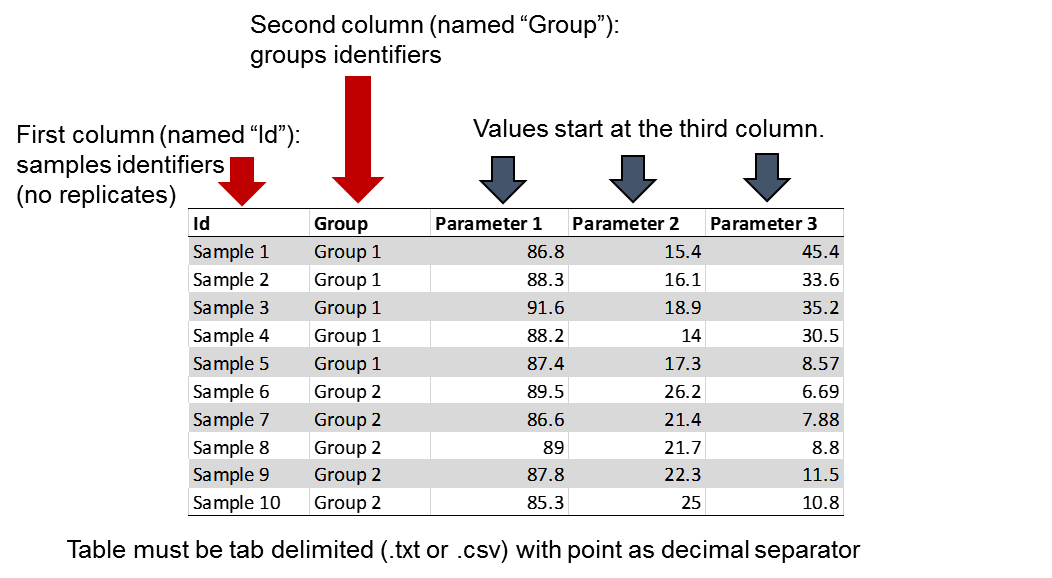 Second column (named “Group”):
groups identifiers
First column (named “Id”):
samples identifiers
(no replicates)
Values start at the third column.
Id Group Parameter 1 Parameter 2 Parameter 3
Sample 1 Group 1 86.8 15.4 45.4
Sample 2 Group 1 88.3 16.1 33.6
Sample 3 Group 1 91.6 18.9 35.2
Sample 4 Group 1 88.2 14 30.5
Sample 5 Group 1 87.4 17.3 8.57
Sample 6 Group 2 89.5 26.2 6.69
Sample 7 Group 2 86.6 21.4 7.88
Sample 8 Group 2 89 21.7 8.8
Sample 9 Group 2 87.8 22.3 11.5
Sample 10 Group 2 85.3 25 10.8
Table must be tab delimited (.txt or .csv) with point as decimal separator